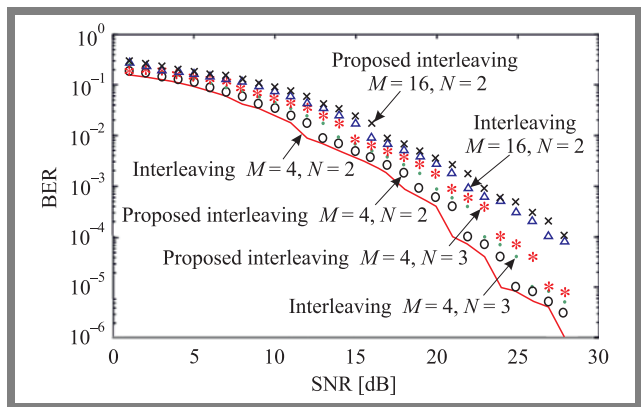 10^0
10^-1
10^-2
10^-3
10^-4
10^-5
10^-6
BER
Proposed interleaving
M = 16, N = 2
Interleaving
M = 16, N = 2
Interleaving M = 4, N = 2
Proposed interleaving M = 4, N = 2
Proposed interleaving M = 4, N = 3
Interleaving M = 4, N = 3
0 5 10 15 20 25 30
SNR [dB]